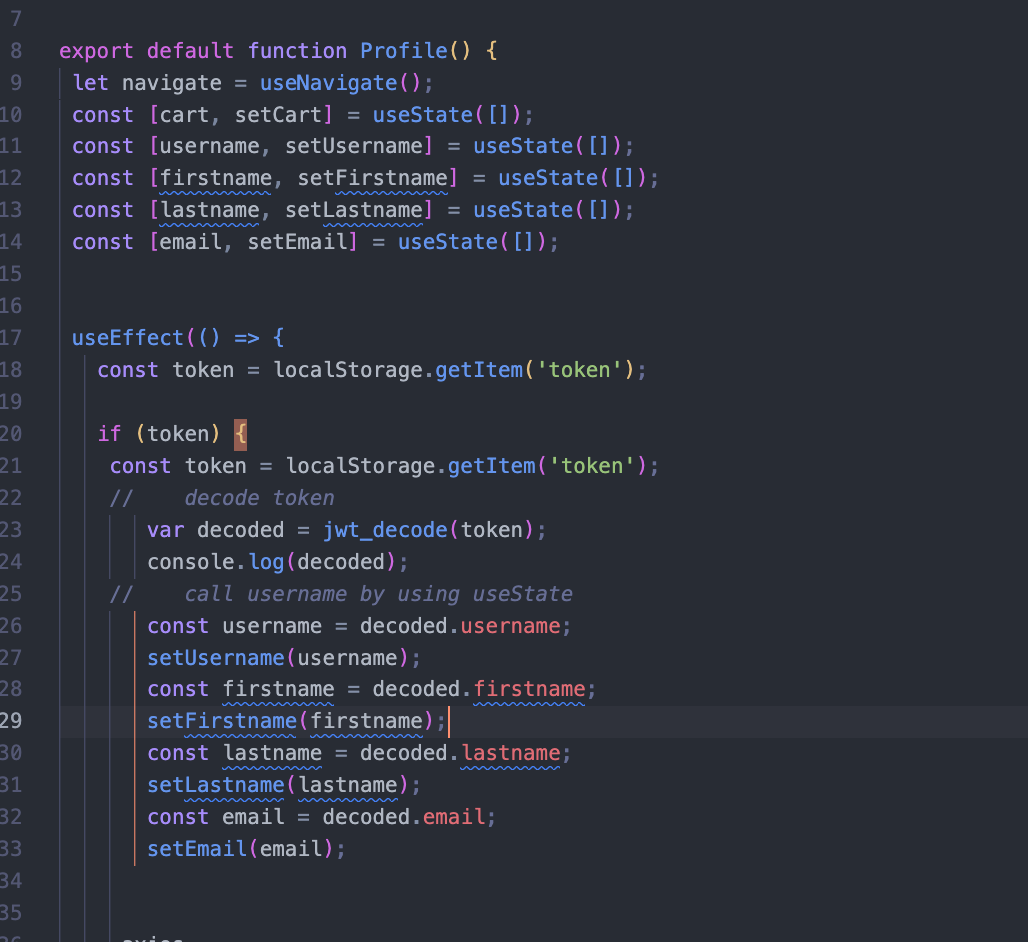 7
8 export default function Profile() {
9 let navigate = useNavigate();
10 const [cart, setCart] = useState([]);
11 const [username, setUsername] = useState([]);
12 const [firstname, setFirstname] = useState([]);
13 const [lastname, setLastname] = useState([]);
14 const [email, setEmail] = useState([]);
15
16
17 useEffect(() => {
18 const token = localStorage.getItem('token');
19
20 if (token) {
21 const token = localStorage.getItem('token');
22 // decode token
23 var decoded = jwt_decode(token);
24 console.log(decoded);
25 // call username by using useState
26 const username = decoded.username;
27 setUsername(username);
28 const firstname = decoded.firstname;
29 setFirstname(firstname);
30 const lastname = decoded.lastname;
31 setLastname(lastname);
32 const email = decoded.email;
33 setEmail(email);
34
35